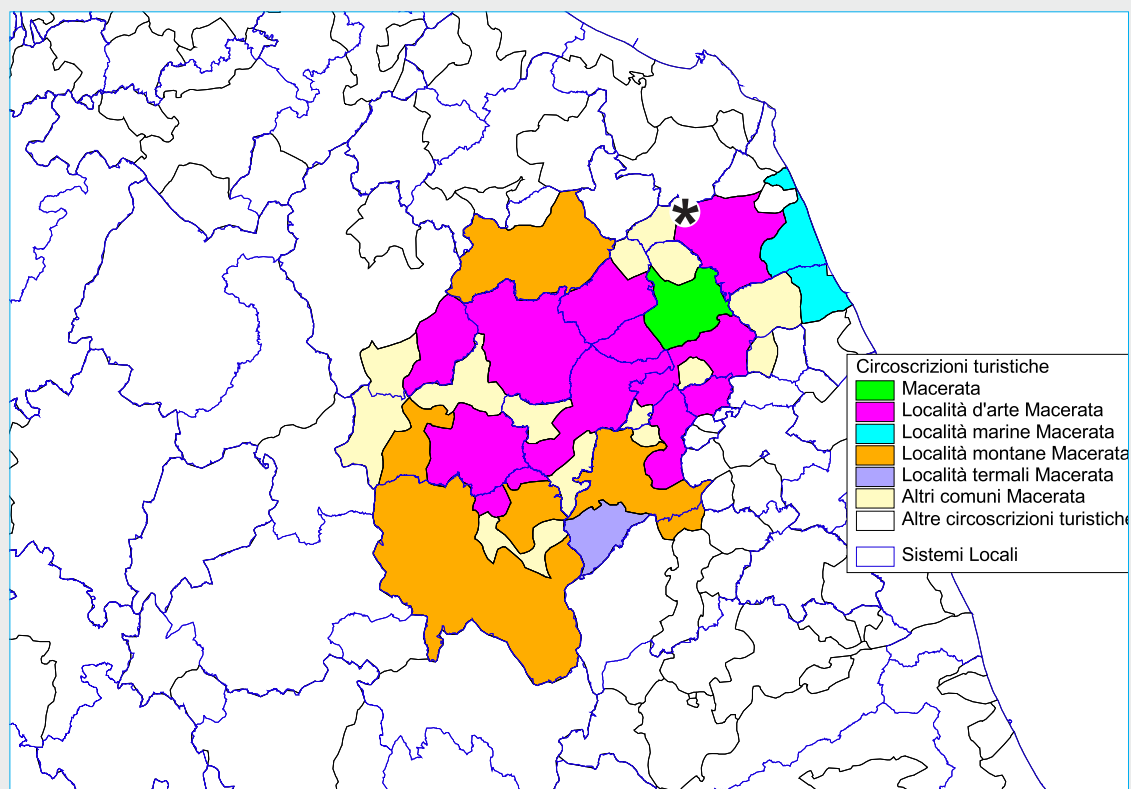 *
Circoscrizioni turistiche
Macerata
Località d'arte Macerata
Località marine Macerata
Località montane Macerata
Località termali Macerata
Altri comuni Macerata
Altre circoscrizioni turistiche
Sistemi Locali